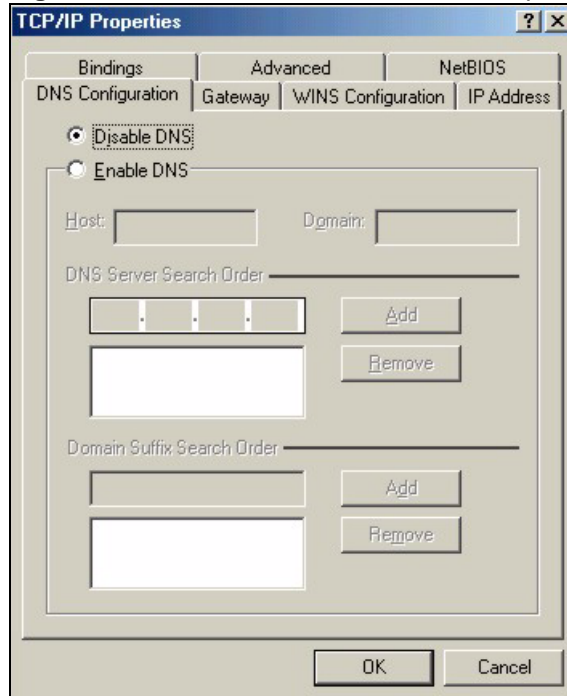 TCP/IP Properties
? ×
Bindings Advanced NetBIOS
DNS Configuration Gateway WINS Configuration IP Address
Disable DNS
Enable DNS
Host: Domain:
DNS Server Search Order
. . .
Add
Remove
Domain Suffix Search Order
Add
Remove
OK Cancel